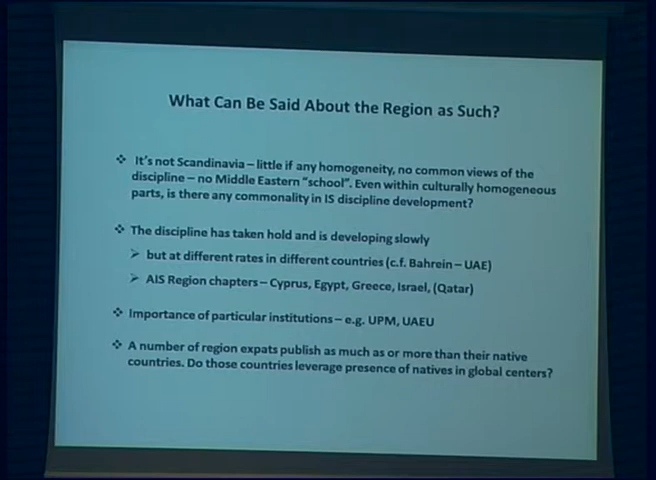 What Can Be Said About the Region as Such?
❖ It's not Scandinavia – little if any homogeneity, no common views of the
discipline – no Middle Eastern "school". Even within culturally homogeneous
parts, is there any commonality in IS discipline development?
❖ The discipline has taken hold and is developing slowly
➢ but at different rates in different countries (c.f. Bahrein – UAE)
➢ AIS Region chapters – Cyprus, Egypt, Greece, Israel, (Qatar)
❖ Importance of particular institutions – e.g. UPM, UAEU
❖ A number of region expats publish as much as or more than their native
countries. Do those countries leverage presence of natives in global centers?